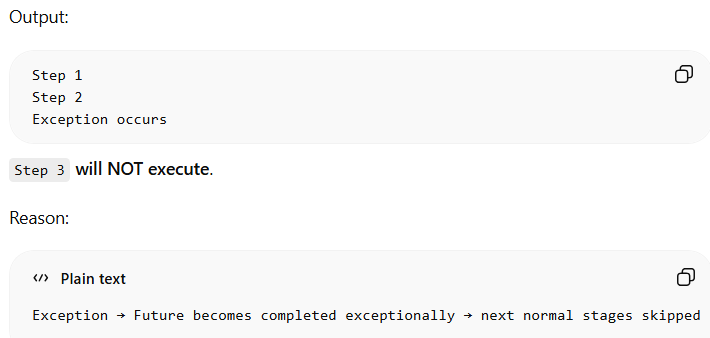 Output:
Step 1
Step 2
Exception occurs
Step 3 will NOT execute.
Reason:
</> Plain text
Exception → Future becomes completed exceptionally → next normal stages skipped